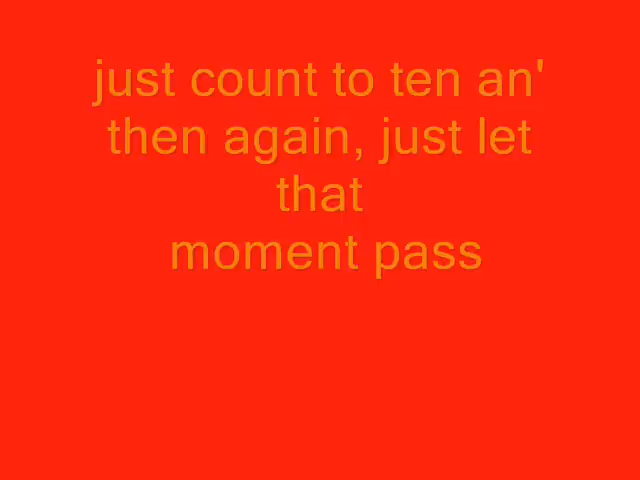 just count to ten an'
then again, just let
that
moment pass